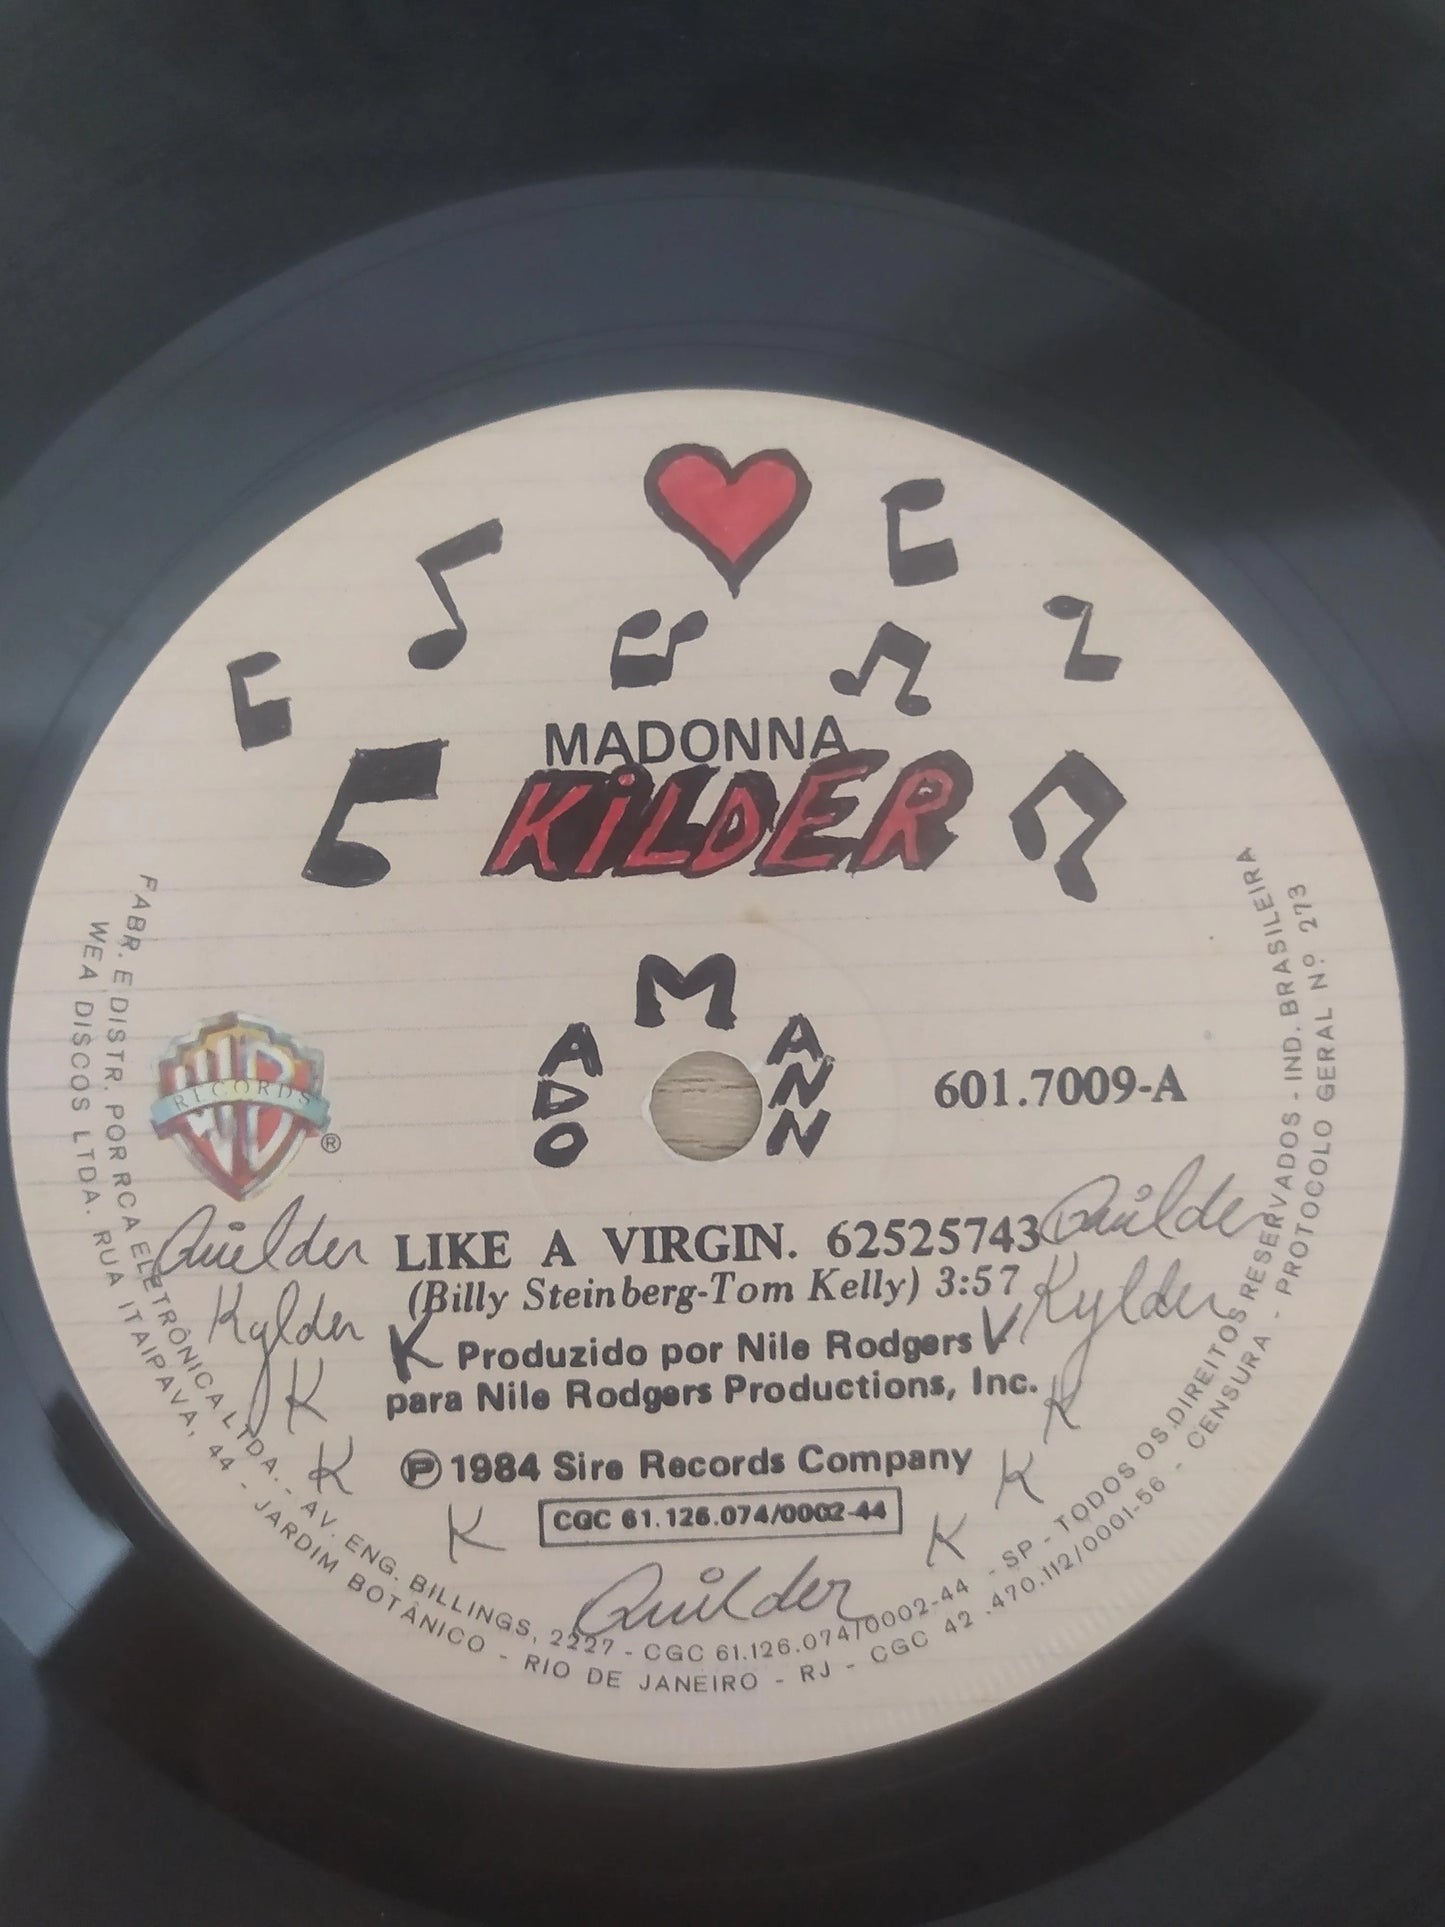 MADONNA
KiLDER
M
ADO
ANN
WB
RECORDS
®
601.7009-A
LIKE A VIRGIN. 62525743
(Billy Steinberg-Tom Kelly) 3:57
Quilder
Quilder
Kylder
Kylder
K Produzido por Nile Rodgers K
para Nile Rodgers Productions, Inc.
K
K
K
K
Ⓟ 1984 Sire Records Company
CGC 61.126.074/0002-44
K
K
Quilder
FABR. E DISTR. POR RCA ELETRÔNICA LTDA. - AV. ENG. BILLINGS, 2227 - CGC 61.126.074/0002-44 - SP - TODOS OS DIREITOS RESERVADOS - IND. BRASILEIRA
WEA DISCOS LTDA. RUA ITAIPAVA, 44 - JARDIM BOTÂNICO - RIO DE JANEIRO - RJ - CGC 42.470.112/0001-56 - CENSURA - PROTOCOLO GERAL Nº 273